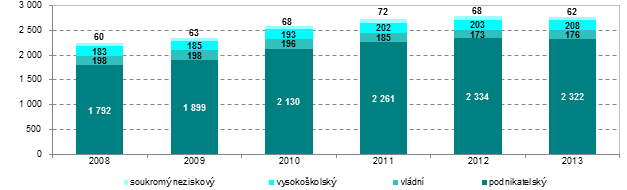 3 000
2 500
2 000
1 500
1 000
500
0
60 63 68 72 68 62
183 185 193 202 203 208
198 198 196 185 173 176
1 792 1 899 2 130 2 261 2 334 2 322
2008 2009 2010 2011 2012 2013
soukromý neziskový vysokoškolský vládní podnikatelský